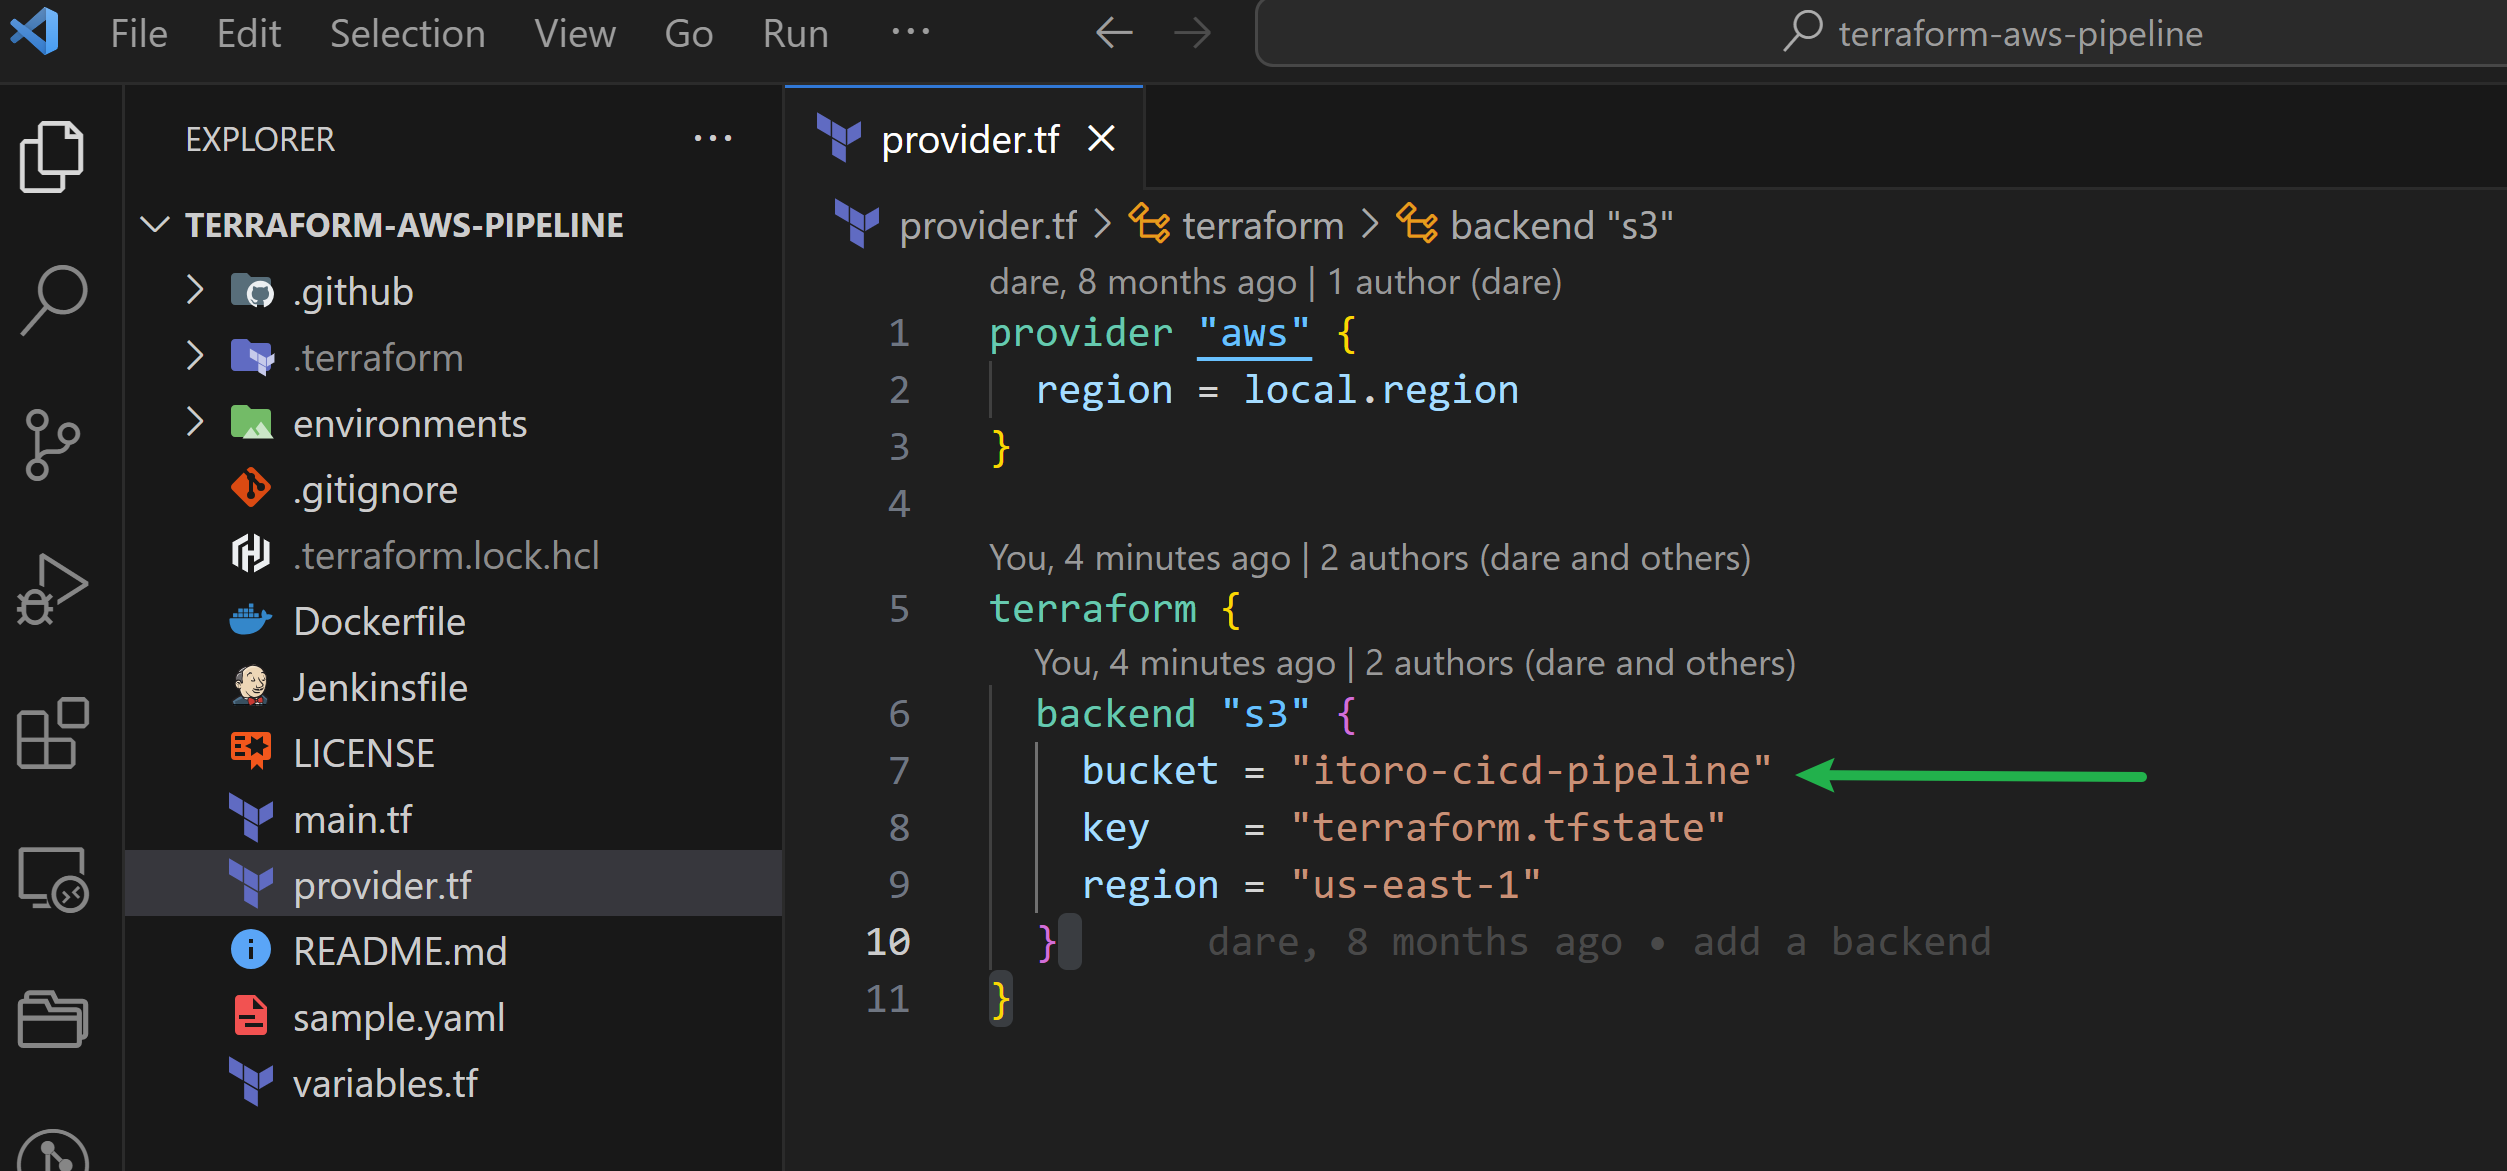 File Edit Selection View Go Run ... terraform-aws-pipeline
EXPLORER ...
TERRAFORM-AWS-PIPELINE
.github
.terraform
environments
.gitignore
.terraform.lock.hcl
Dockerfile
Jenkinsfile
LICENSE
main.tf
provider.tf
README.md
sample.yaml
variables.tf
provider.tf
provider.tf > terraform > backend "s3"
dare, 8 months ago | 1 author (dare)
1 provider "aws" {
2 region = local.region
3 }
4
You, 4 minutes ago | 2 authors (dare and others)
5 terraform {
You, 4 minutes ago | 2 authors (dare and others)
6 backend "s3" {
7 bucket = "itoro-cicd-pipeline"
8 key = "terraform.tfstate"
9 region = "us-east-1"
10 } dare, 8 months ago • add a backend
11 }